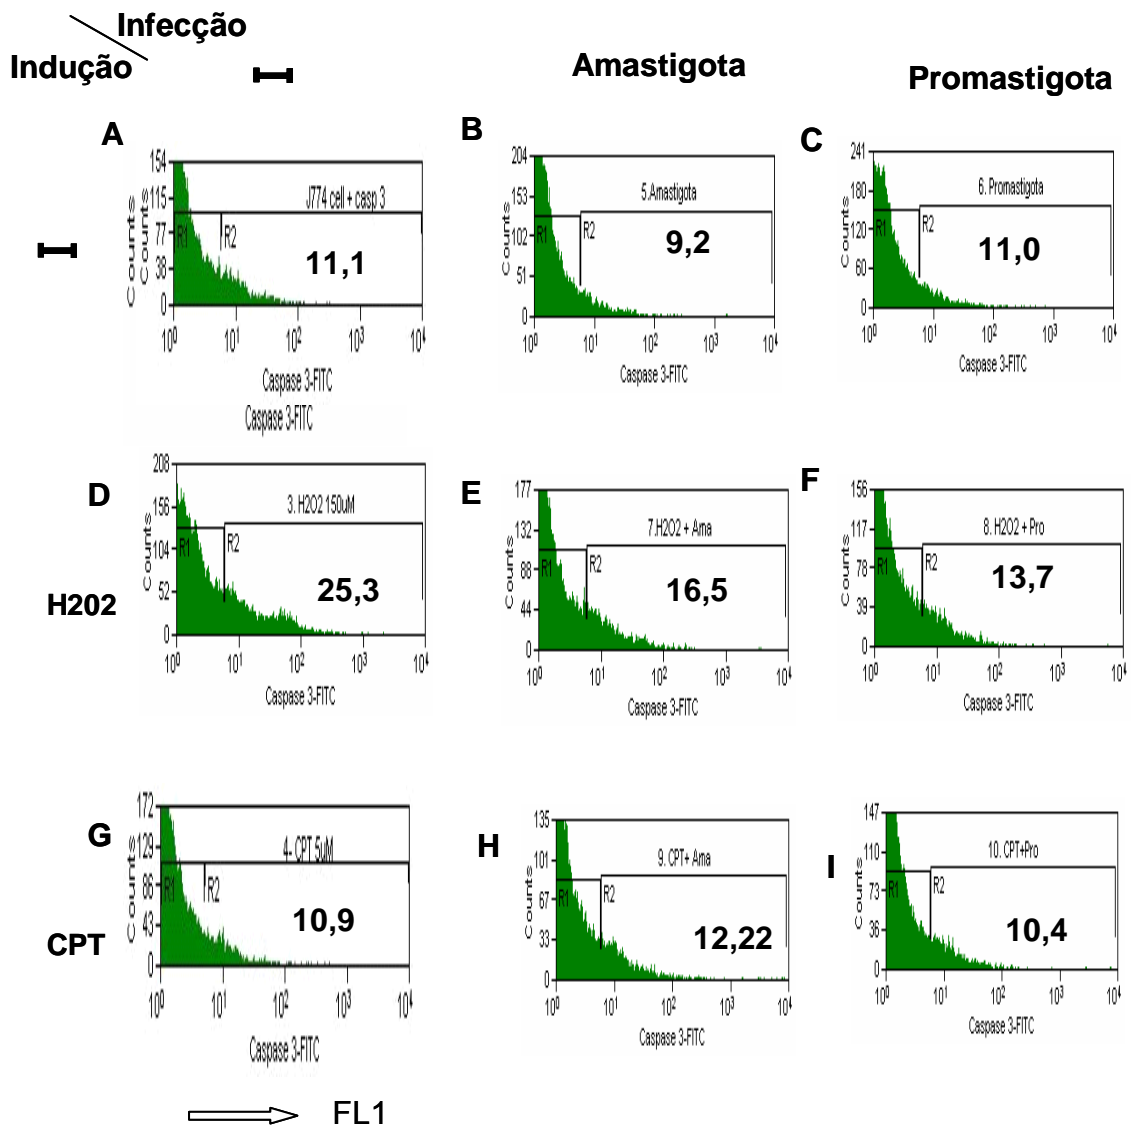 Infecção
Indução
Amastigota
Promastigota
A
154
115
77
38
0
Counts
Counts
J774 cell + casp 3
R1
R2
11,1
10⁰ 10¹ 10² 10³ 10⁴
Caspase 3-FITC
Caspase 3-FITC
B
204
153
102
51
0
Counts
5.Amastigota
R1
R2
9,2
10⁰ 10¹ 10² 10³ 10⁴
Caspase 3-FITC
C
241
180
120
60
0
Counts
6. Promastigota
R1
R2
11,0
10⁰ 10¹ 10² 10³ 10⁴
Caspase 3-FITC
H202
D
208
156
104
52
0
Counts
3. H2O2 150uM
R1
R2
25,3
10⁰ 10¹ 10² 10³ 10⁴
Caspase 3-FITC
E
177
132
88
44
0
Counts
7.H2O2 + Ama
R1
R2
16,5
10⁰ 10¹ 10² 10³ 10⁴
Caspase 3-FITC
F
156
117
78
39
0
Counts
8. H2O2 + Pro
R1
R2
13,7
10⁰ 10¹ 10² 10³ 10⁴
Caspase 3-FITC
CPT
G
172
129
86
43
0
Counts
4- CPT 5uM
R1
R2
10,9
10⁰ 10¹ 10² 10³ 10⁴
Caspase 3-FITC
H
135
101
67
33
0
Counts
9. CPT+ Ama
R1
R2
12,22
10⁰ 10¹ 10² 10³ 10⁴
Caspase 3-FITC
I
147
110
73
36
0
Counts
10. CPT+Pro
R1
R2
10,4
10⁰ 10¹ 10² 10³ 10⁴
Caspase 3-FITC
FL1